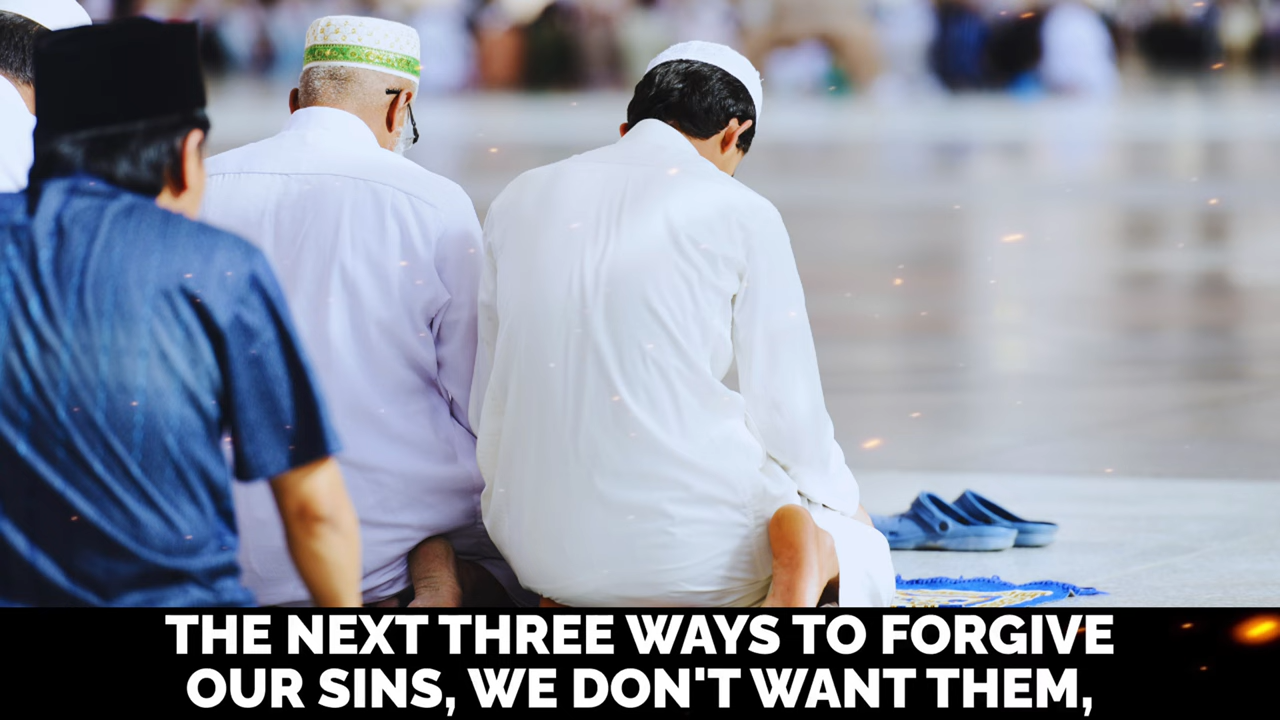 THE NEXT THREE WAYS TO FORGIVE
OUR SINS, WE DON'T WANT THEM,